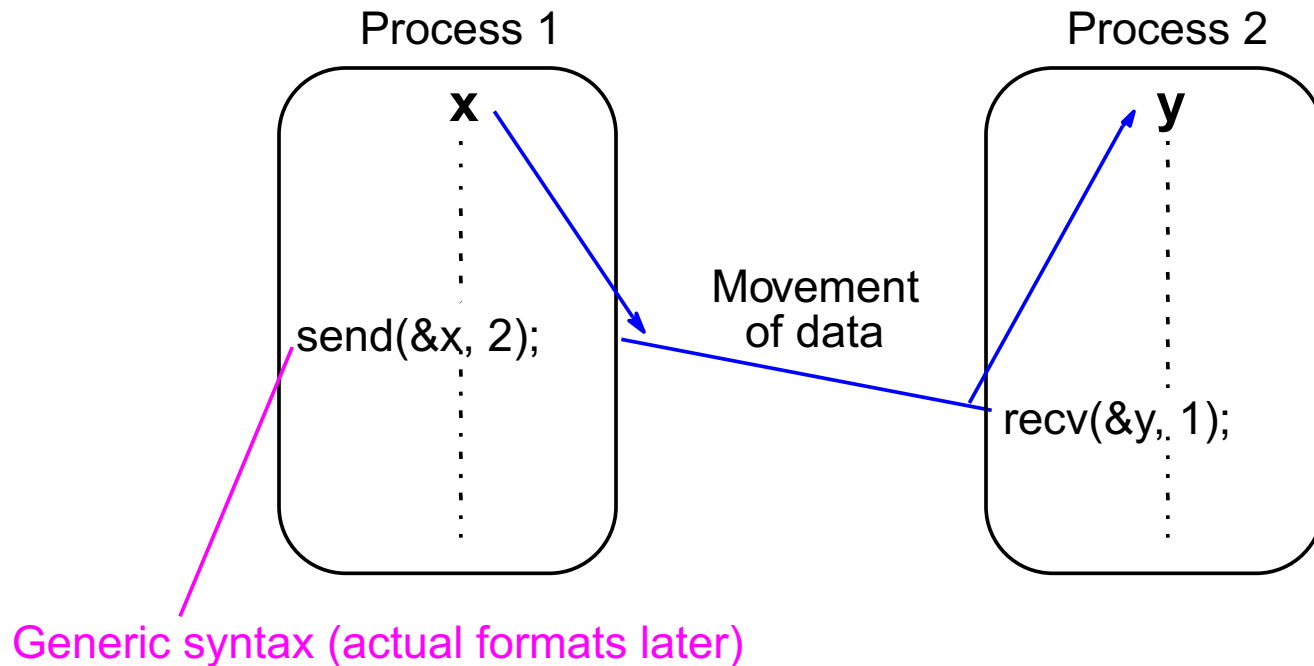 Process 1
Process 2
x
y
Movement
of data
send(&x, 2);
recv(&y, 1);
Generic syntax (actual formats later)